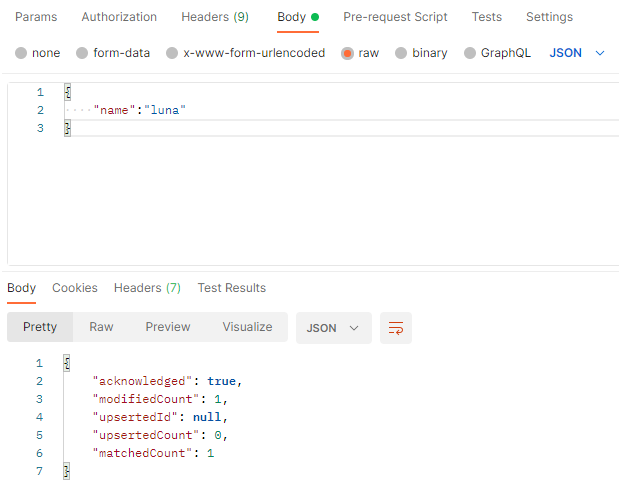 Params Authorization Headers (9) Body Pre-request Script Tests Settings
none form-data x-www-form-urlencoded raw binary GraphQL JSON
1 {
2 "name":"luna"
3 }
Body Cookies Headers (7) Test Results
Pretty Raw Preview Visualize JSON
1 {
2 "acknowledged": true,
3 "modifiedCount": 1,
4 "upsertedId": null,
5 "upsertedCount": 0,
6 "matchedCount": 1
7 }